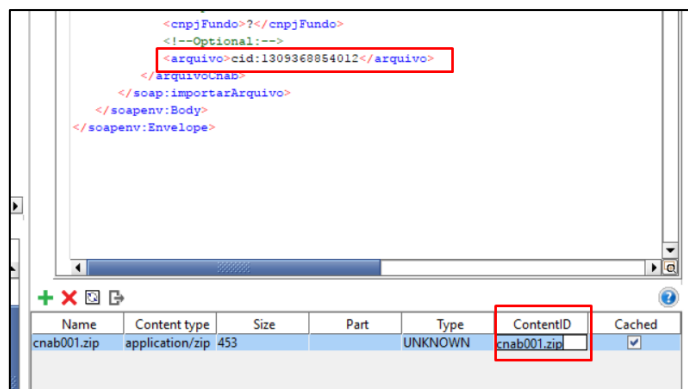 <cnpjFundo>?</cnpjFundo>
<!--Optional:-->
<arquivo>cid:1309368854012</arquivo>
</arquivoCnab>
</soap:importarArquivo>
</soapenv:Body>
</soapenv:Envelope>
Name Content type Size Part Type ContentID Cached
cnab001.zip application/zip 453 UNKNOWN cnab001.zip